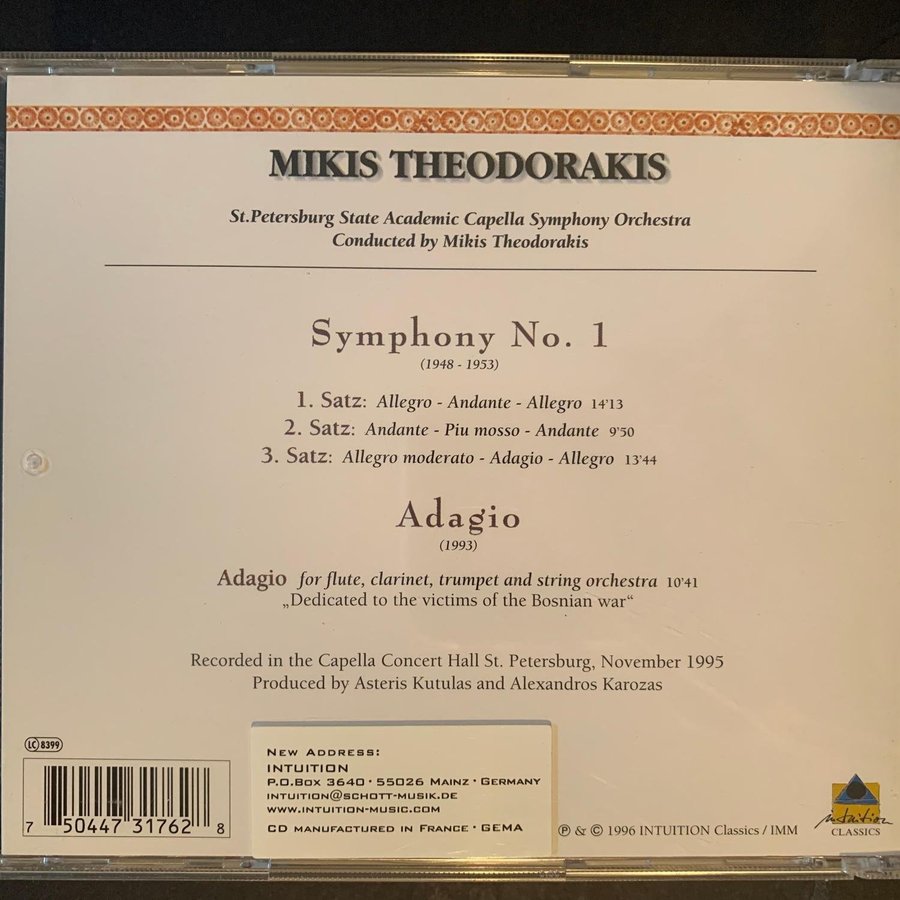 MIKIS THEODORAKIS
St.Petersburg State Academic Capella Symphony Orchestra
Conducted by Mikis Theodorakis
Symphony No. 1
(1948 - 1953)
1. Satz: Allegro - Andante - Allegro 14'13
2. Satz: Andante - Piu mosso - Andante 9'50
3. Satz: Allegro moderato - Adagio - Allegro 13'44
Adagio
(1993)
Adagio for flute, clarinet, trumpet and string orchestra 10'41
„Dedicated to the victims of the Bosnian war“
Recorded in the Capella Concert Hall St. Petersburg, November 1995
Produced by Asteris Kutulas and Alexandros Karozas
LC 8399
7 50447 31762 8
New Address:
INTUITION
P.O.Box 3640 · 55026 Mainz · Germany
intuition@schott-musik.de
www.intuition-music.com
CD manufactured in France · GEMA
℗ & © 1996 INTUITION Classics / IMM
intuition
CLASSICS